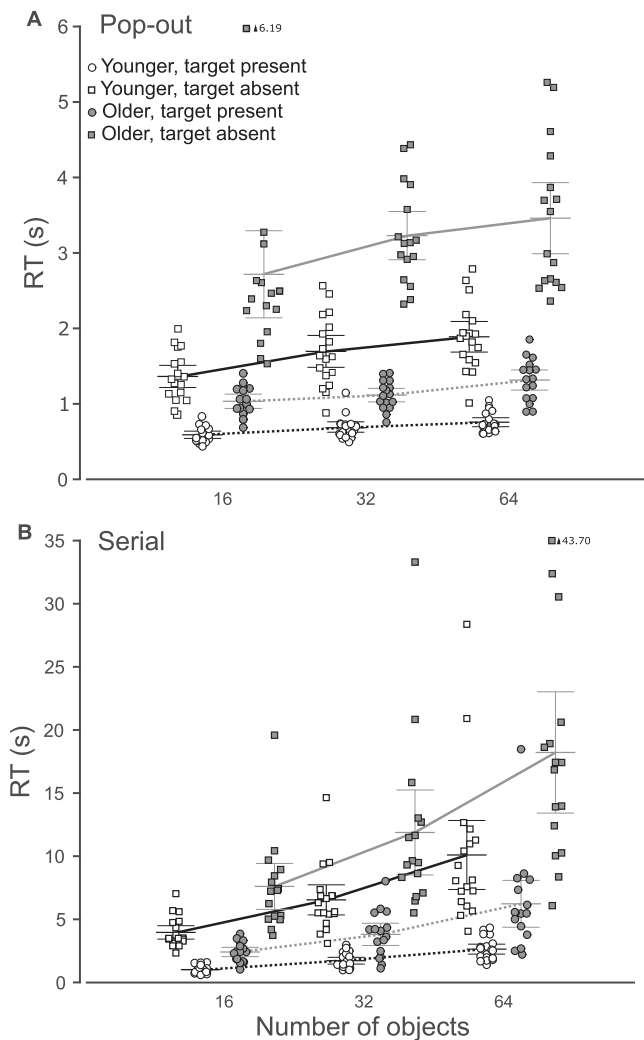 A Pop-out
6
▲6.19
Younger, target present
Younger, target absent
Older, target present
Older, target absent
5
4
3
2
1
0
RT (s)
16 32 64
B Serial
35
▲43.70
30
25
20
15
10
5
0
RT (s)
16 32 64
Number of objects